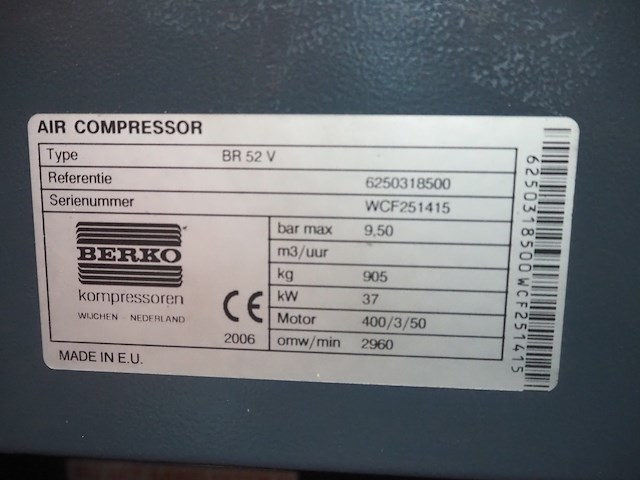 AIR COMPRESSOR
Type BR 52 V
Referentie 6250318500
Serienummer WCF251415
BERKO
kompressoren
WIJCHEN - NEDERLAND
CE
2006
bar max 9,50
m3/uur
kg 905
kW 37
Motor 400/3/50
omw/min 2960
MADE IN E.U.
6250318500WCF251415